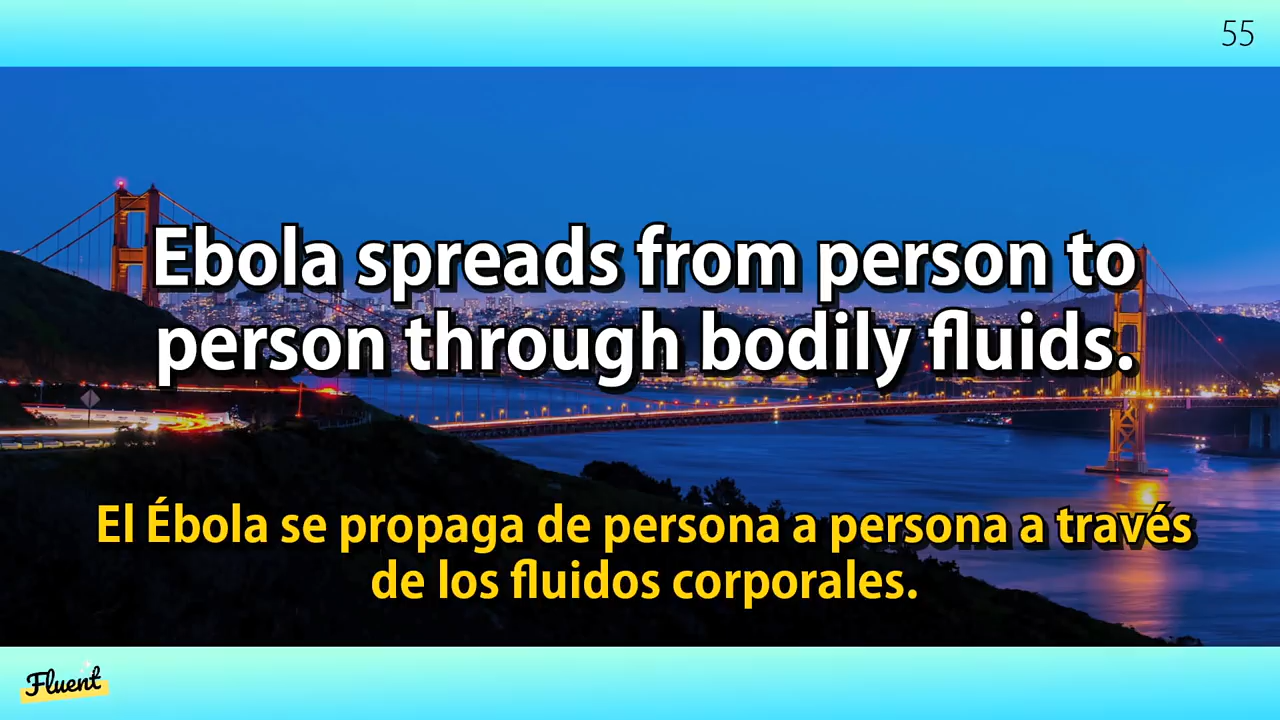 55
Ebola spreads from person to
person through bodily fluids.
El Ébola se propaga de persona a persona a través
de los fluidos corporales.
Fluent